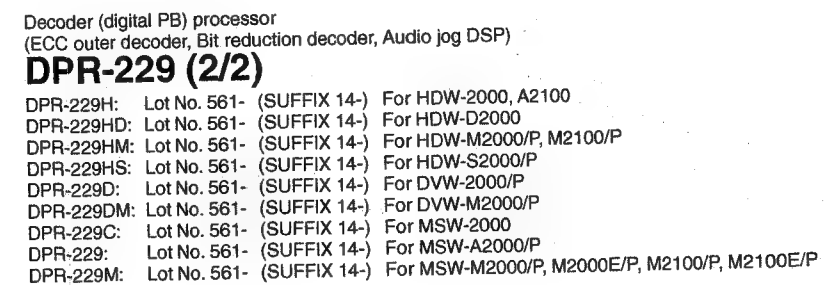 Decoder (digital PB) processor
(ECC outer decoder, Bit reduction decoder, Audio jog DSP)
DPR-229 (2/2)
DPR-229H: Lot No. 561- (SUFFIX 14-) For HDW-2000, A2100
DPR-229HD: Lot No. 561- (SUFFIX 14-) For HDW-D2000
DPR-229HM: Lot No. 561- (SUFFIX 14-) For HDW-M2000/P, M2100/P
DPR-229HS: Lot No. 561- (SUFFIX 14-) For HDW-S2000/P
DPR-229D: Lot No. 561- (SUFFIX 14-) For DVW-2000/P
DPR-229DM: Lot No. 561- (SUFFIX 14-) For DVW-M2000/P
DPR-229C: Lot No. 561- (SUFFIX 14-) For MSW-2000
DPR-229: Lot No. 561- (SUFFIX 14-) For MSW-A2000/P
DPR-229M: Lot No. 561- (SUFFIX 14-) For MSW-M2000/P, M2000E/P, M2100/P, M2100E/P